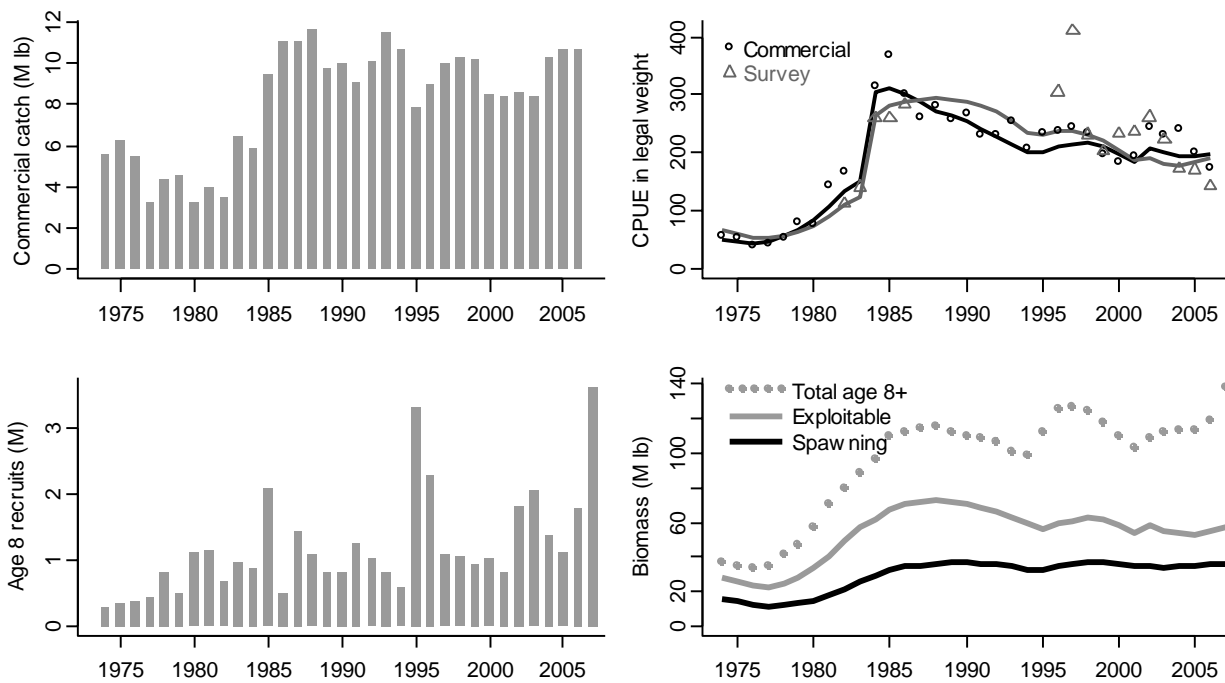 Commercial catch (M lb)
0 2 4 6 8 10 12
1975 1980 1985 1990 1995 2000 2005
CPUE in legal weight
0 100 200 300 400
Commercial
Survey
1975 1980 1985 1990 1995 2000 2005
Age 8 recruits (M)
0 1 2 3
1975 1980 1985 1990 1995 2000 2005
Biomass (M lb)
0 20 60 100 140
Total age 8+
Exploitable
Spaw ning
1975 1980 1985 1990 1995 2000 2005